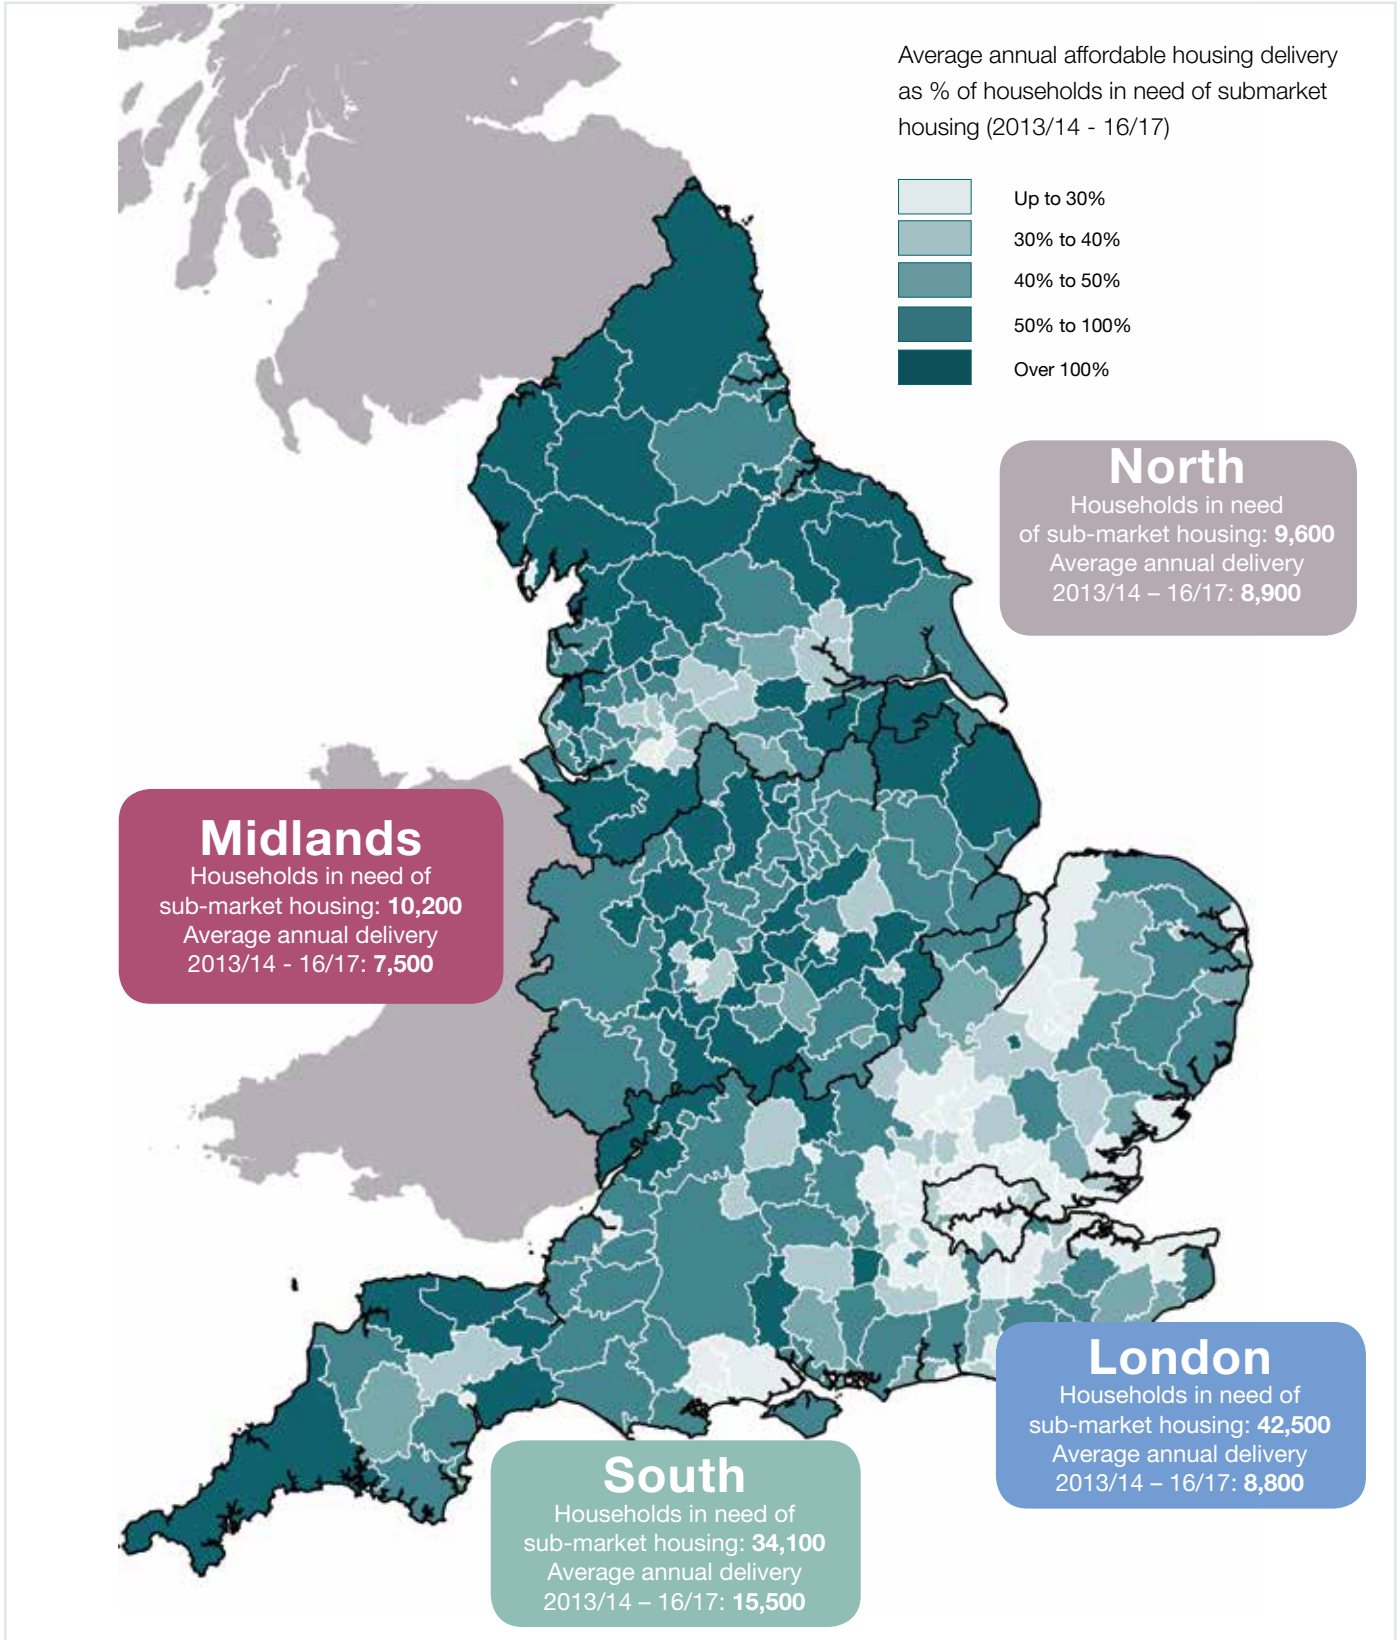 Average annual affordable housing delivery
as % of households in need of submarket
housing (2013/14 - 16/17)
Up to 30%
30% to 40%
40% to 50%
50% to 100%
Over 100%
North
Households in need
of sub-market housing: 9,600
Average annual delivery
2013/14 – 16/17: 8,900
Midlands
Households in need of
sub-market housing: 10,200
Average annual delivery
2013/14 - 16/17: 7,500
London
Households in need of
sub-market housing: 42,500
Average annual delivery
2013/14 – 16/17: 8,800
South
Households in need of
sub-market housing: 34,100
Average annual delivery
2013/14 – 16/17: 15,500